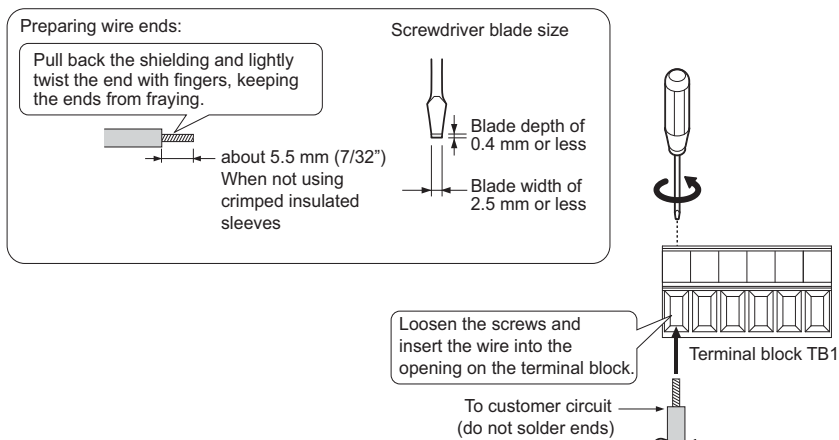 Preparing wire ends:
Pull back the shielding and lightly
twist the end with fingers, keeping
the ends from fraying.
about 5.5 mm (7/32”)
When not using
crimped insulated
sleeves
Screwdriver blade size
Blade depth of
0.4 mm or less
Blade width of
2.5 mm or less
Loosen the screws and
insert the wire into the
opening on the terminal block.
Terminal block TB1
To customer circuit
(do not solder ends)